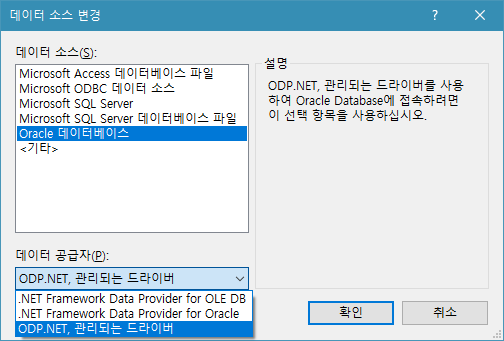 데이터 소스 변경
? ×
데이터 소스(S):
Microsoft Access 데이터베이스 파일
Microsoft ODBC 데이터 소스
Microsoft SQL Server
Microsoft SQL Server 데이터베이스 파일
Oracle 데이터베이스
<기타>
설명
ODP.NET, 관리되는 드라이버를 사용
하여 Oracle Database에 접속하려면
이 선택 항목을 사용하십시오.
데이터 공급자(P):
ODP.NET, 관리되는 드라이버
.NET Framework Data Provider for OLE DB
.NET Framework Data Provider for Oracle
ODP.NET, 관리되는 드라이버
확인
취소